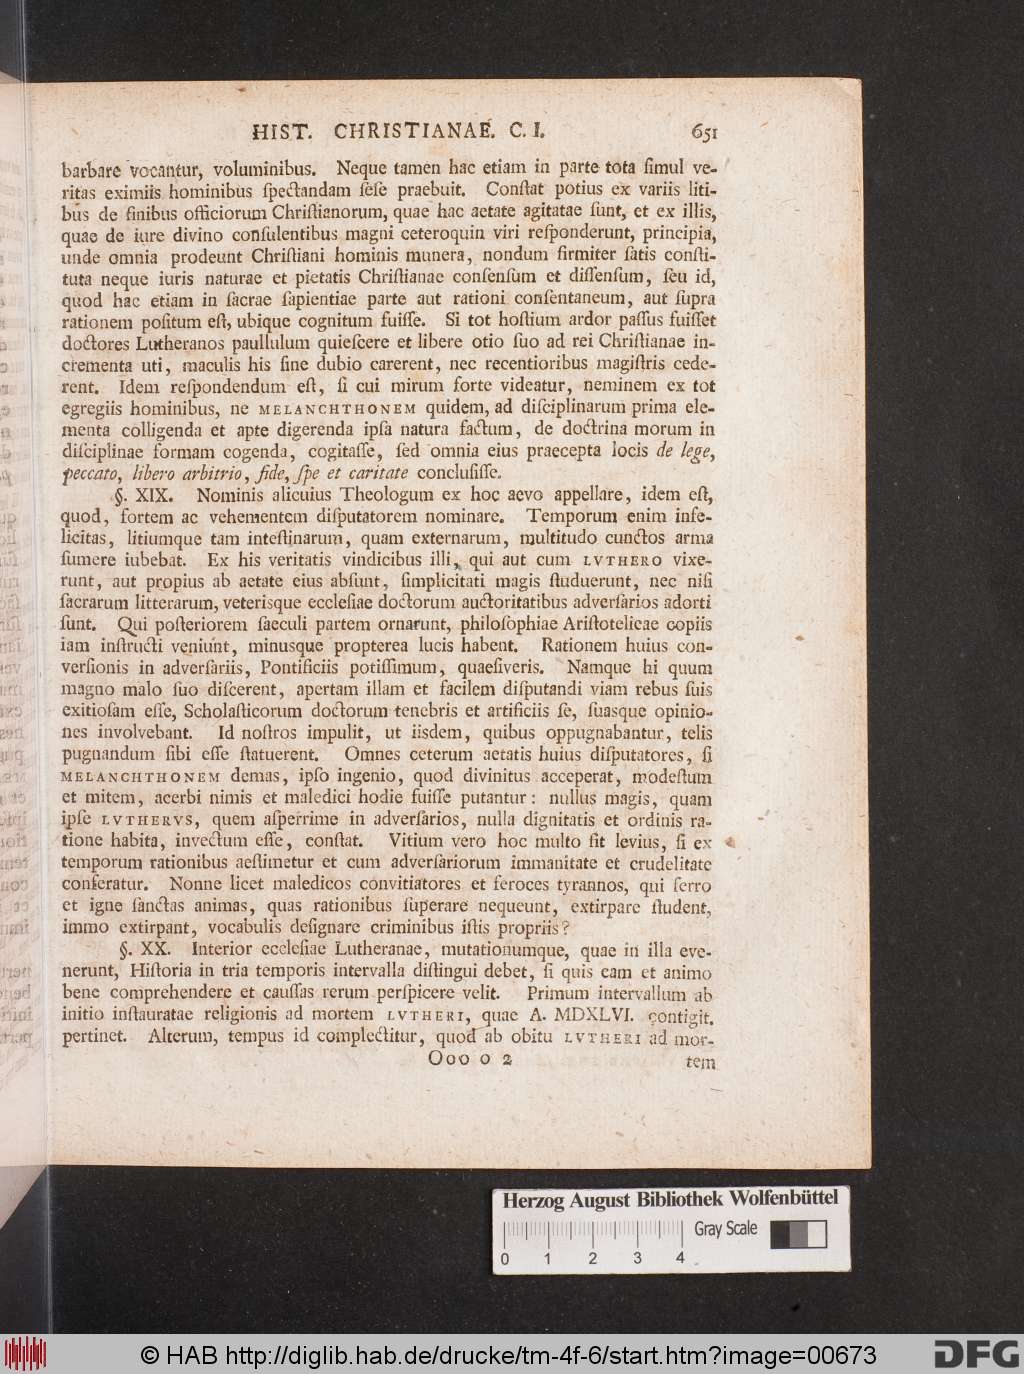 HIST. CHRISTIANAE. C. I. 651
barbare vocantur, voluminibus. Neque tamen hac etiam in parte tota ſimul ve-
ritas eximiis hominibus ſpectandam ſeſe praebuit. Conſtat potius ex variis liti-
bus de finibus officiorum Chriſtianorum, quae hac aetate agitatae ſunt, et ex illis,
quae de iure divino conſulentibus magni ceteroquin viri reſponderunt, principia,
unde omnia prodeunt Chriſtiani hominis munera, nondum firmiter ſatis conſti-
tuta neque iuris naturae et pietatis Chriſtianae conſenſum et diſſenſum, ſeu id,
quod hac etiam in ſacrae ſapientiae parte aut rationi conſentaneum, aut ſupra
rationem poſitum eſt, ubique cognitum fuiſſe. Si tot hoſtium ardor paſſus fuiſſet
doctores Lutheranos paullulum quieſcere et libere otio ſuo ad rei Chriſtianae in-
crementa uti, maculis his ſine dubio carerent, nec recentioribus magiſtris cede-
rent. Idem reſpondendum eſt, ſi cui mirum forte videatur, neminem ex tot
egregiis hominibus, ne MELANCHTHONEM quidem, ad diſciplinarum prima ele-
menta colligenda et apte digerenda ipſa natura factum, de doctrina morum in
diſciplinae formam cogenda, cogitaſſe, ſed omnia eius praecepta locis de lege,
peccato, libero arbitrio, fide, ſpe et caritate concluſiſſe.
§. XIX. Nominis alicuius Theologum ex hoc aevo appellare, idem eſt,
quod, fortem ac vehementem diſputatorem nominare. Temporum enim infe-
licitas, litiumque tam inteſtinarum, quam externarum, multitudo cunctos arma
ſumere iubebat. Ex his veritatis vindicibus illi, qui aut cum LVTHERO vixe-
runt, aut propius ab aetate eius abſunt, ſimplicitati magis ſtuduerunt, nec niſi
ſacrarum litterarum, veterisque eccleſiae doctorum auctoritatibus adverſarios adorti
ſunt. Qui poſteriorem ſaeculi partem ornarunt, philoſophiae Ariſtotelicae copiis
iam inſtructi veniunt, minusque propterea lucis habent. Rationem huius con-
verſionis in adverſariis, Pontificiis potiſſimum, quaeſiveris. Namque hi quum
magno malo ſuo diſcerent, apertam illam et facilem diſputandi viam rebus ſuis
exitioſam eſſe, Scholaſticorum doctorum tenebris et artificiis ſe, ſuasque opinio-
nes involvebant. Id noſtros impulit, ut iisdem, quibus oppugnabantur, telis
pugnandum ſibi eſſe ſtatuerent. Omnes ceterum aetatis huius diſputatores, ſi
MELANCHTHONEM demas, ipſo ingenio, quod divinitus acceperat, modeſtum
et mitem, acerbi nimis et maledici hodie fuiſſe putantur: nullus magis, quam
ipſe LVTHERVS, quem aſperrime in adverſarios, nulla dignitatis et ordinis ra-
tione habita, invectum eſſe, conſtat. Vitium vero hoc multo fit levius, ſi ex
temporum rationibus aeſtimetur et cum adverſariorum immanitate et crudelitate
conferatur. Nonne licet maledicos convitiatores et feroces tyrannos, qui ferro
et igne ſanctas animas, quas rationibus ſuperare nequeunt, extirpare ſtudent,
immo extirpant, vocabulis deſignare criminibus iſtis propriis?
§. XX. Interior eccleſiae Lutheranae, mutationumque, quae in illa eve-
nerunt, Hiſtoria in tria temporis intervalla diſtingui debet, ſi quis eam et animo
bene comprehendere et cauſſas rerum perſpicere velit. Primum intervallum ab
initio inſtauratae religionis ad mortem LVTHERI, quae A. MDXLVI. contigit,
pertinet. Alterum, tempus id complectitur, quod ab obitu LVTHERI ad mor-
Oooo 2 tem
Herzog August Bibliothek Wolfenbüttel
Gray Scale
0 1 2 3 4
© HAB http://diglib.hab.de/drucke/tm-4f-6/start.htm?image=00673
DFG